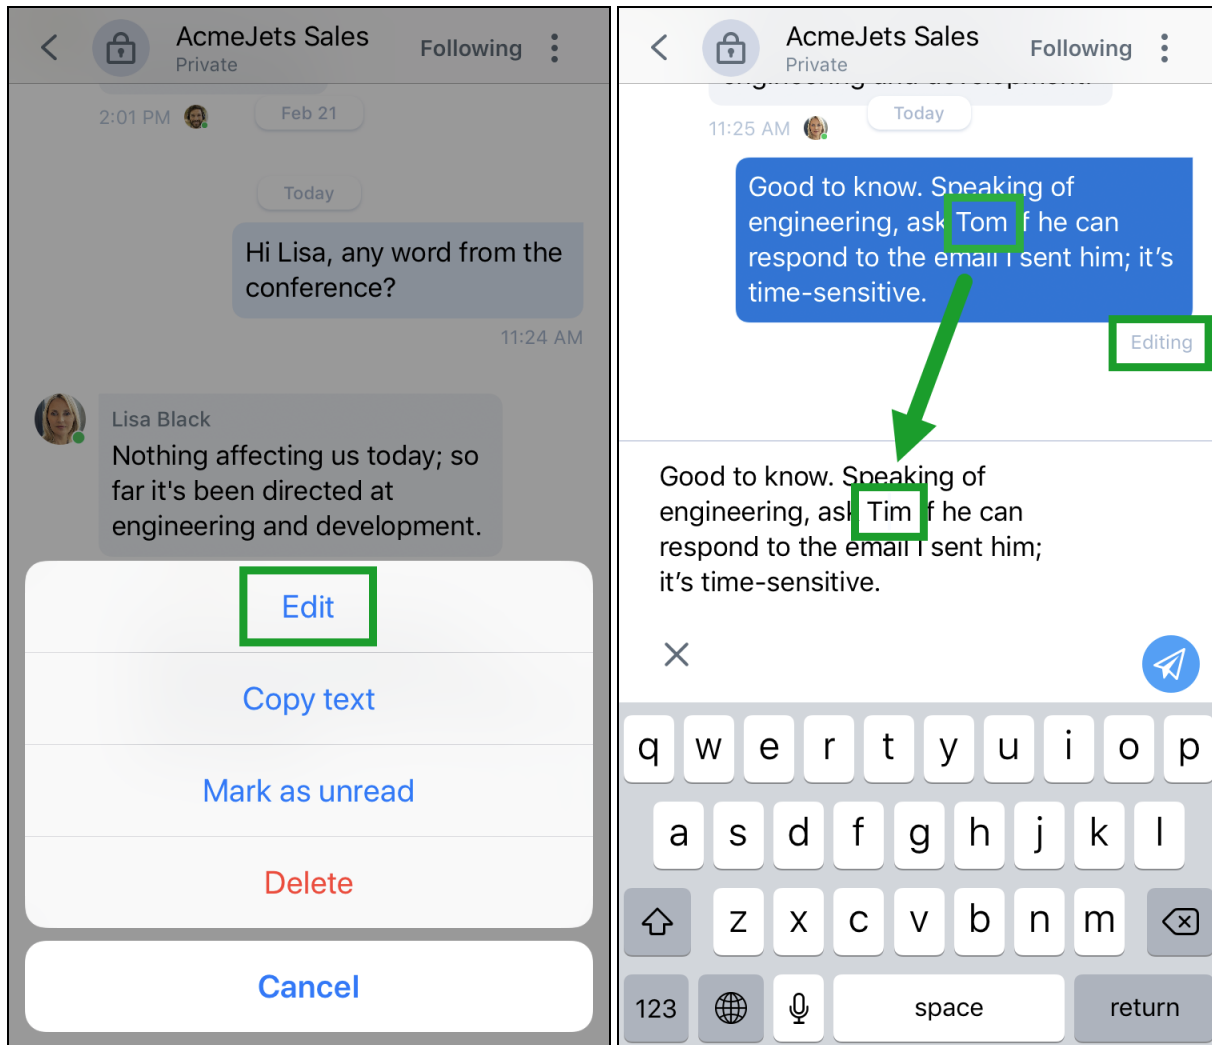 AcmeJets Sales
Private
Following
2:01 PM
Feb 21
Today
Hi Lisa, any word from the
conference?
11:24 AM
Lisa Black
Nothing affecting us today; so
far it's been directed at
engineering and development.
Edit
Copy text
Mark as unread
Delete
Cancel
AcmeJets Sales
Private
Following
engineering and development.
11:25 AM
Today
Good to know. Speaking of
engineering, ask Tom if he can
respond to the email I sent him; it’s
time-sensitive.
Editing
Good to know. Speaking of
engineering, ask Tim if he can
respond to the email I sent him;
it’s time-sensitive.
q w e r t y u i o p
a s d f g h j k l
z x c v b n m
123 space return